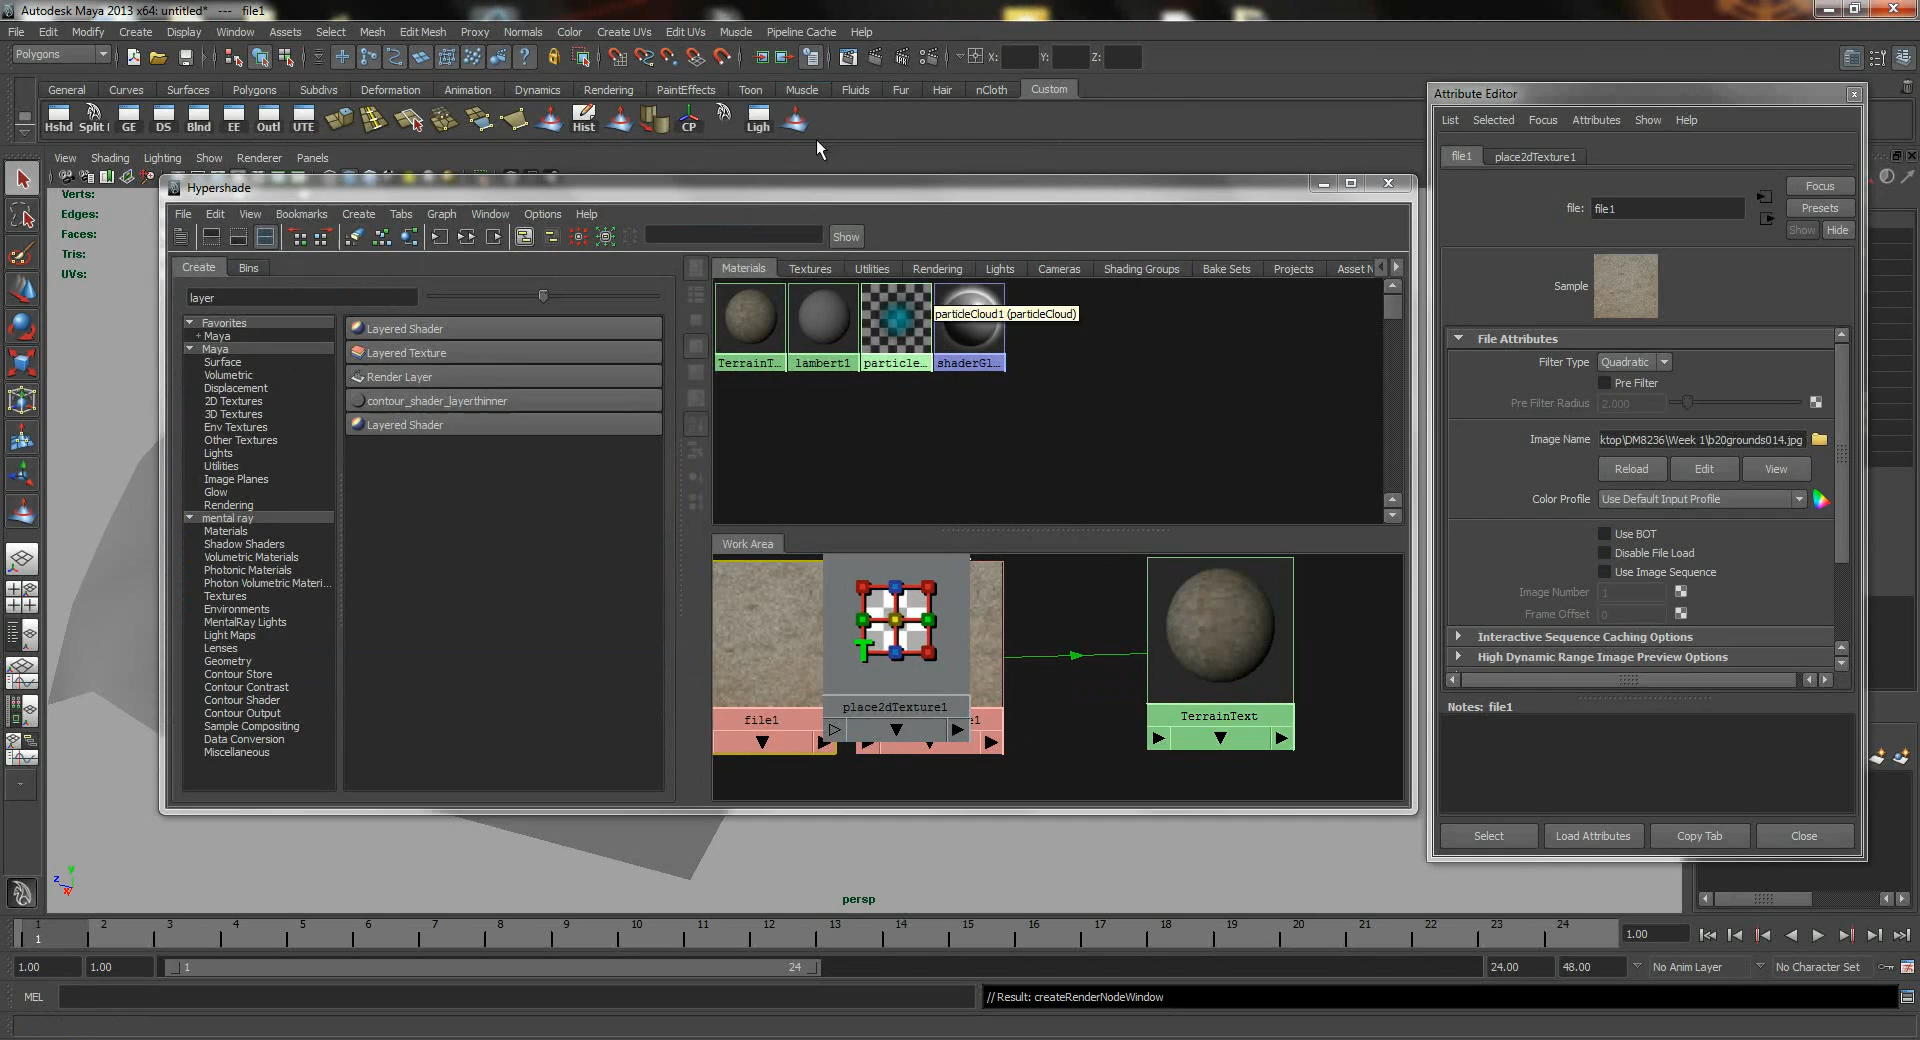 Autodesk Maya 2013 x64: untitled* --- file1
File Edit Modify Create Display Window Assets Select Mesh Edit Mesh Proxy Normals Color Create UVs Edit UVs Muscle Pipeline Cache Help
Polygons X: Y: Z:
General Curves Surfaces Polygons Subdivs Deformation Animation Dynamics Rendering PaintEffects Toon Muscle Fluids Fur Hair nCloth Custom
Hshd Split GE DS Blnd EE Outl UTE Hist CP Ligh
View Shading Lighting Show Renderer Panels
Verts:
Edges:
Faces:
Tris:
UVs:
Hypershade
File Edit View Bookmarks Create Tabs Graph Window Options Help
Show
Create Bins
layer
Favorites
+ Maya
Maya
Surface
Volumetric
Displacement
2D Textures
3D Textures
Env Textures
Other Textures
Lights
Utilities
Image Planes
Glow
Rendering
mental ray
Materials
Shadow Shaders
Volumetric Materials
Photonic Materials
Photon Volumetric Materi...
Textures
Environments
MentalRay Lights
Light Maps
Lenses
Geometry
Contour Store
Contour Contrast
Contour Shader
Contour Output
Sample Compositing
Data Conversion
Miscellaneous
Layered Shader
Layered Texture
Render Layer
contour_shader_layerthinner
Layered Shader
Materials Textures Utilities Rendering Lights Cameras Shading Groups Bake Sets Projects Asset N
particleCloud1 (particleCloud)
TerrainT... lambert1 particle... shaderGl...
Work Area
file1
place2dTexture1
TerrainText
Attribute Editor
List Selected Focus Attributes Show Help
file1 place2dTexture1
file: file1
Focus
Presets
Show Hide
Sample
File Attributes
Filter Type Quadratic
Pre Filter
Pre Filter Radius 2.000
Image Name ktop\DM8236\Week 1\b20grounds014.jpg
Reload Edit View
Color Profile Use Default Input Profile
Use BOT
Disable File Load
Use Image Sequence
Image Number 1
Frame Offset 0
Interactive Sequence Caching Options
High Dynamic Range Image Preview Options
Notes: file1
Select Load Attributes Copy Tab Close
y
z
x
persp
1 2 3 4 5 6 7 8 9 10 11 12 13 14 15 16 17 18 19 20 21 22 23 24
1
1.00
1.00 1.00 1 24 24.00 48.00 No Anim Layer No Character Set
MEL // Result: createRenderNodeWindow